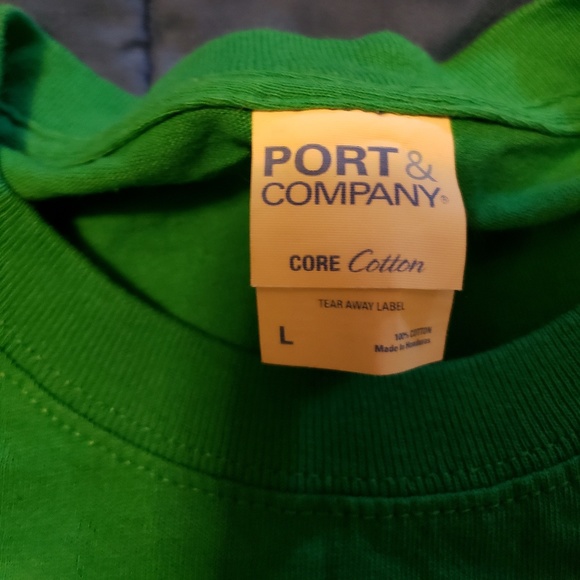 PORT &
COMPANY®
CORE Cotton
TEAR AWAY LABEL
L
100% COTTON
Made in Honduras